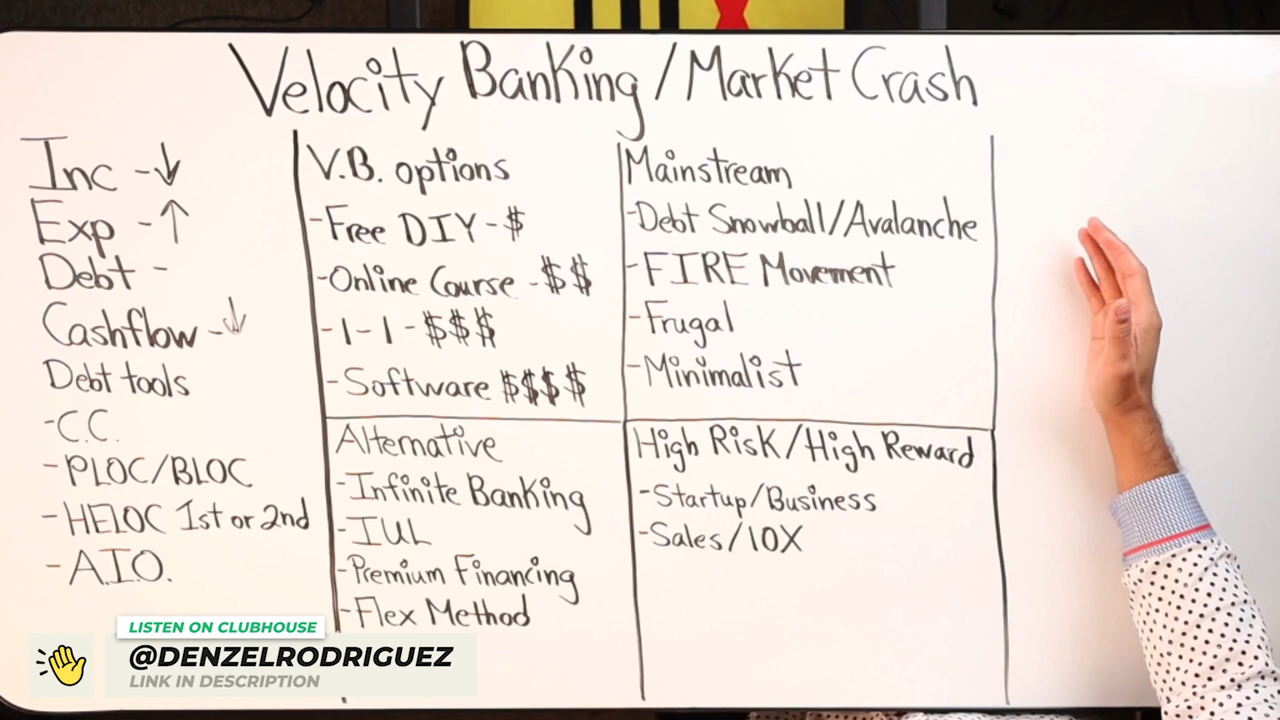 Velocity Banking / Market Crash
Inc - ↓
Exp - ↑
Debt -
Cashflow - ↓
Debt tools
- C.C.
- PLOC/BLOC
- HELOC 1st or 2nd
- A.I.O.
V.B. options
- Free DIY - $
- Online Course - $$
- 1-1 - $$$
- Software $$$$
Mainstream
- Debt Snowball/Avalanche
- FIRE Movement
- Frugal
- Minimalist
Alternative
- Infinite Banking
- IUL
- Premium Financing
- Flex Method
High Risk/High Reward
- Startup/Business
- Sales/10X
LISTEN ON CLUBHOUSE
@DENZELRODRIGUEZ
LINK IN DESCRIPTION